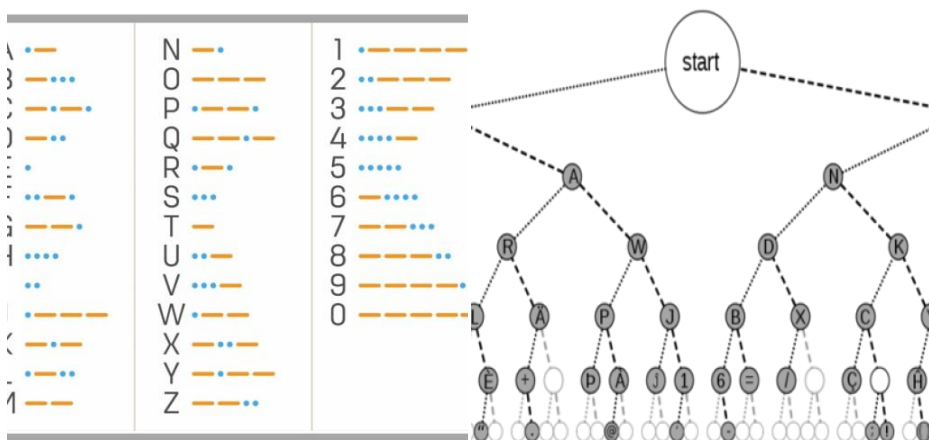 N
O
P
Q
R
S
T
U
V
W
X
Y
Z
1
2
3
4
5
6
7
8
9
0
start
A
N
R
W
D
K
Ä
P
J
B
X
C
+
Þ
À
Ĵ
1
6
=
/
Ç
.
@
'
-
;
!